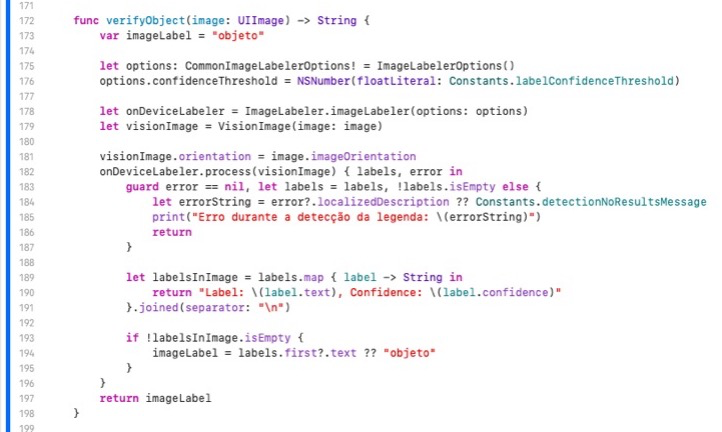 171
172 func verifyObject(image: UIImage) -> String {
173 var imageLabel = "objeto"
174
175 let options: CommonImageLabelerOptions! = ImageLabelerOptions()
176 options.confidenceThreshold = NSNumber(floatLiteral: Constants.labelConfidenceThreshold)
177
178 let onDeviceLabeler = ImageLabeler.imageLabeler(options: options)
179 let visionImage = VisionImage(image: image)
180
181 visionImage.orientation = image.imageOrientation
182 onDeviceLabeler.process(visionImage) { labels, error in
183 guard error == nil, let labels = labels, !labels.isEmpty else {
184 let errorString = error?.localizedDescription ?? Constants.detectionNoResultsMessage
185 print("Erro durante a detecção da legenda: \(errorString)")
186 return
187 }
188
189 let labelsInImage = labels.map { label -> String in
190 return "Label: \(label.text), Confidence: \(label.confidence)"
191 }.joined(separator: "\n")
192
193 if !labelsInImage.isEmpty {
194 imageLabel = labels.first?.text ?? "objeto"
195 }
196 }
197 return imageLabel
198 }
199